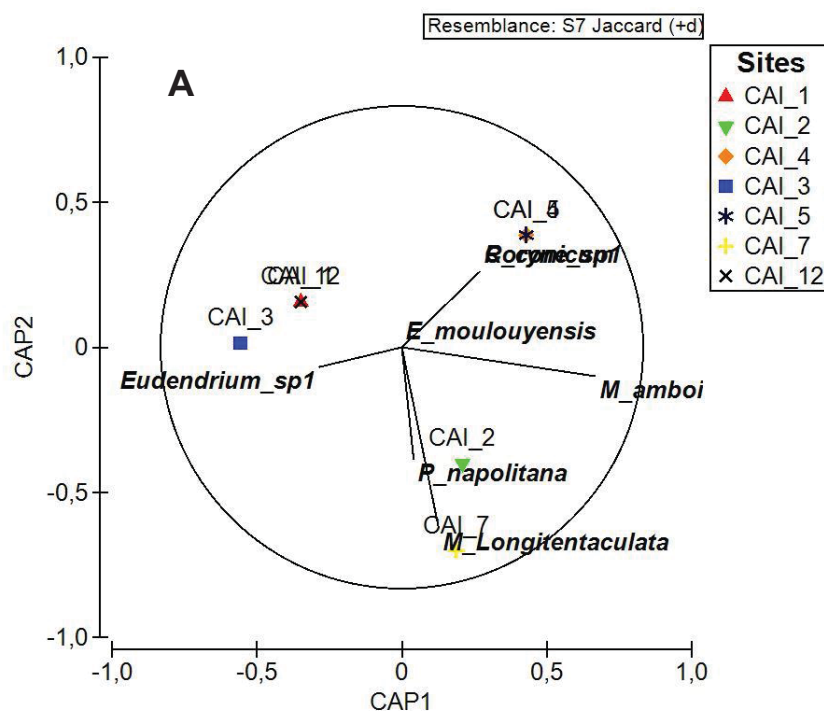 Resemblance: S7 Jaccard (+d)
A
Sites
CAI_1
CAI_2
CAI_4
CAI_3
CAI_5
CAI_7
CAI_12
1,0
0,5
0
-0,5
-1,0
CAP2
CAI_12
CAI_3
CAI_2
CAI_7
E_moulouyensis
Eudendrium_sp1
M_amboi
P_napolitana
M_Longitentaculata
-1,0 -0,5 0 0,5 1,0
CAP1